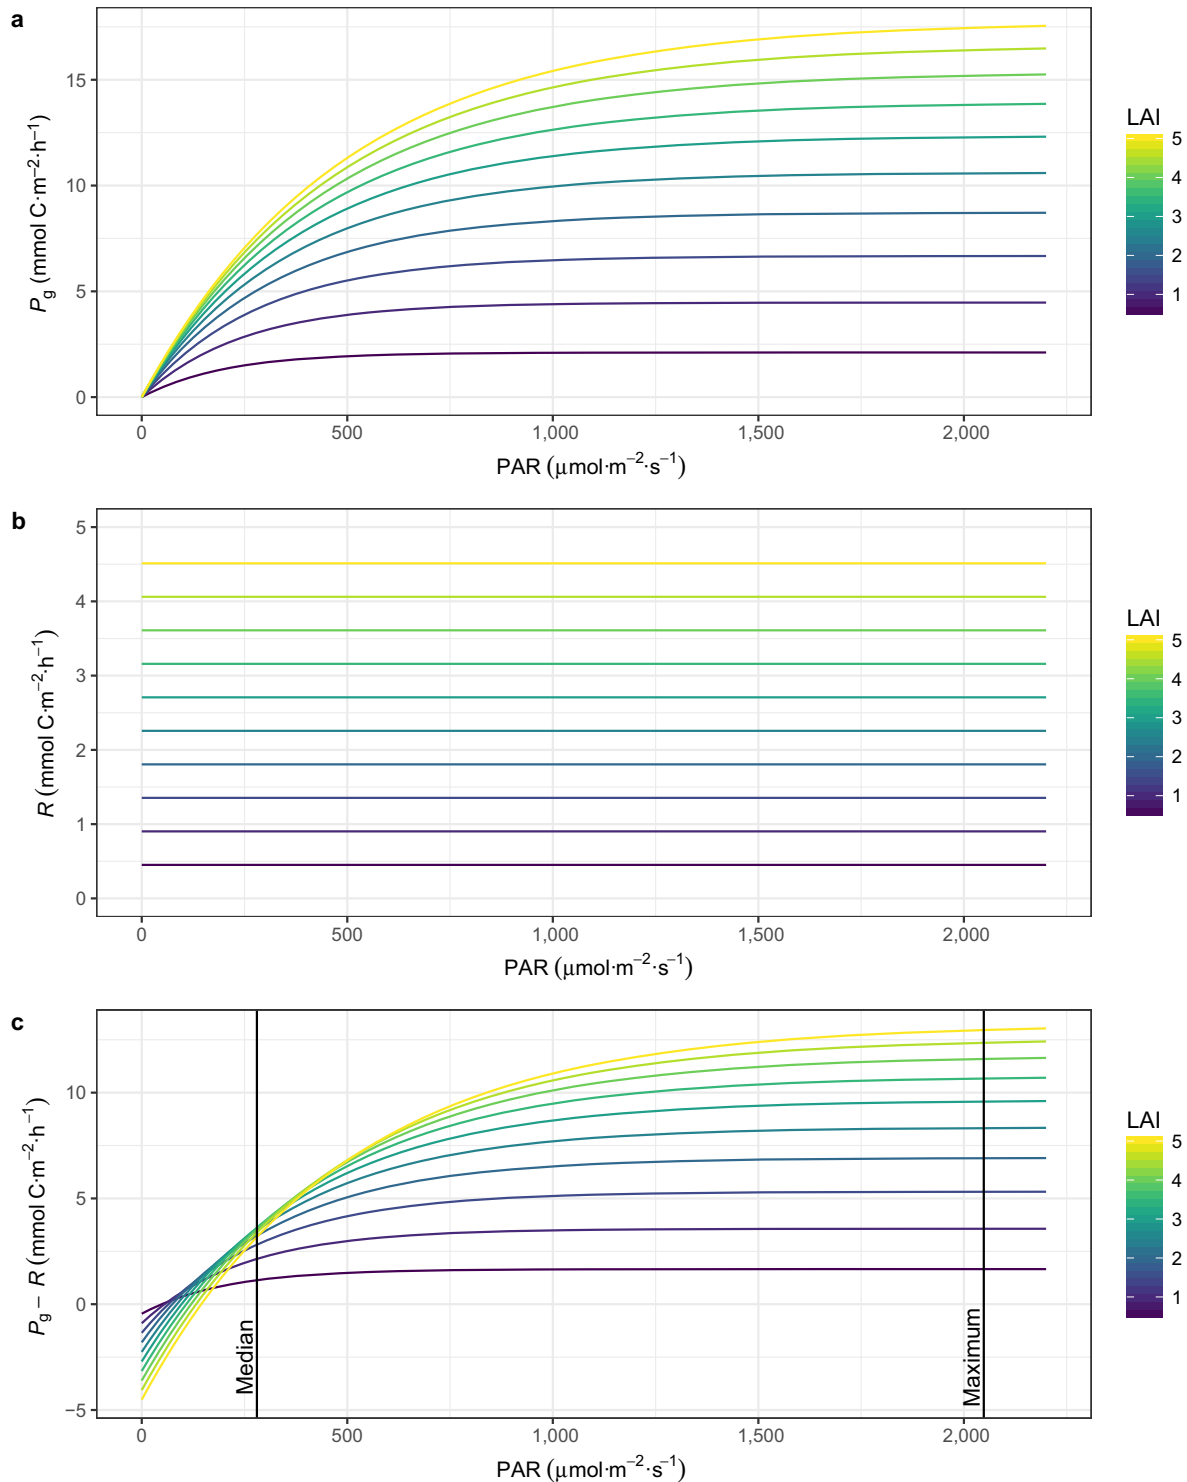 a
15
10
5
0
P_g (mmol C·m⁻²·h⁻¹)
0 500 1,000 1,500 2,000
PAR (μmol·m⁻²·s⁻¹)
LAI
5
4
3
2
1
b
5
4
3
2
1
0
R (mmol C·m⁻²·h⁻¹)
0 500 1,000 1,500 2,000
PAR (μmol·m⁻²·s⁻¹)
LAI
5
4
3
2
1
c
10
5
0
−5
P_g − R (mmol C·m⁻²·h⁻¹)
Median
Maximum
0 500 1,000 1,500 2,000
PAR (μmol·m⁻²·s⁻¹)
LAI
5
4
3
2
1